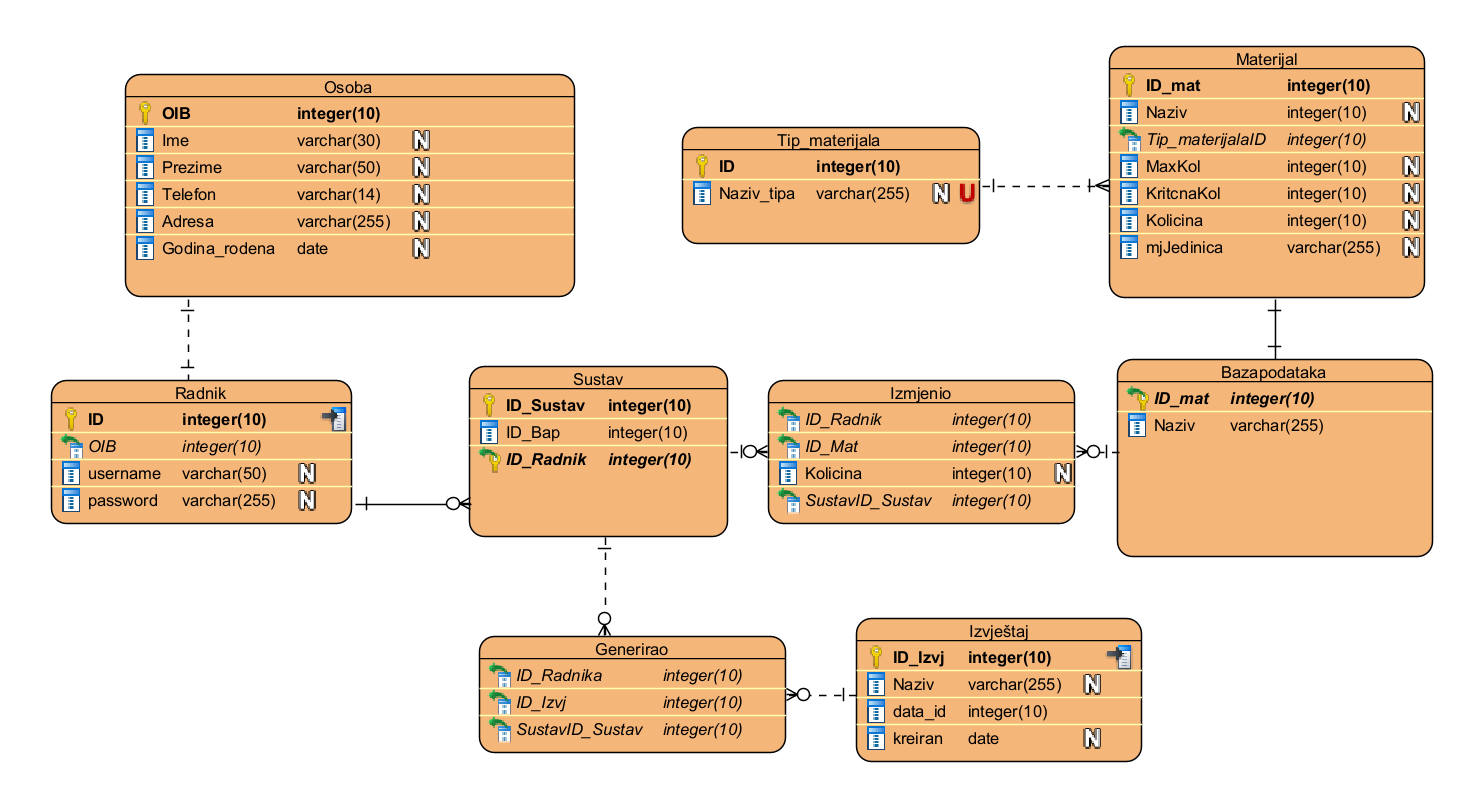 Osoba
OIB integer(10)
Ime varchar(30) N
Prezime varchar(50) N
Telefon varchar(14) N
Adresa varchar(255) N
Godina_rodena date N
Tip_materijala
ID integer(10)
Naziv_tipa varchar(255) N U
Materijal
ID_mat integer(10)
Naziv integer(10) N
Tip_materijalaID integer(10)
MaxKol integer(10) N
KritcnaKol integer(10) N
Kolicina integer(10) N
mjJedinica varchar(255) N
Radnik
ID integer(10)
OIB integer(10)
username varchar(50) N
password varchar(255) N
Sustav
ID_Sustav integer(10)
ID_Bap integer(10)
ID_Radnik integer(10)
Izmjenio
ID_Radnik integer(10)
ID_Mat integer(10)
Kolicina integer(10) N
SustavID_Sustav integer(10)
Bazapodataka
ID_mat integer(10)
Naziv varchar(255)
Generirao
ID_Radnika integer(10)
ID_Izvj integer(10)
SustavID_Sustav integer(10)
Izvještaj
ID_Izvj integer(10)
Naziv varchar(255) N
data_id integer(10)
kreiran date N